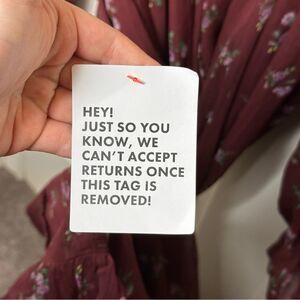 HEY!
JUST SO YOU
KNOW, WE
CAN'T ACCEPT
RETURNS ONCE
THIS TAG IS
REMOVED!